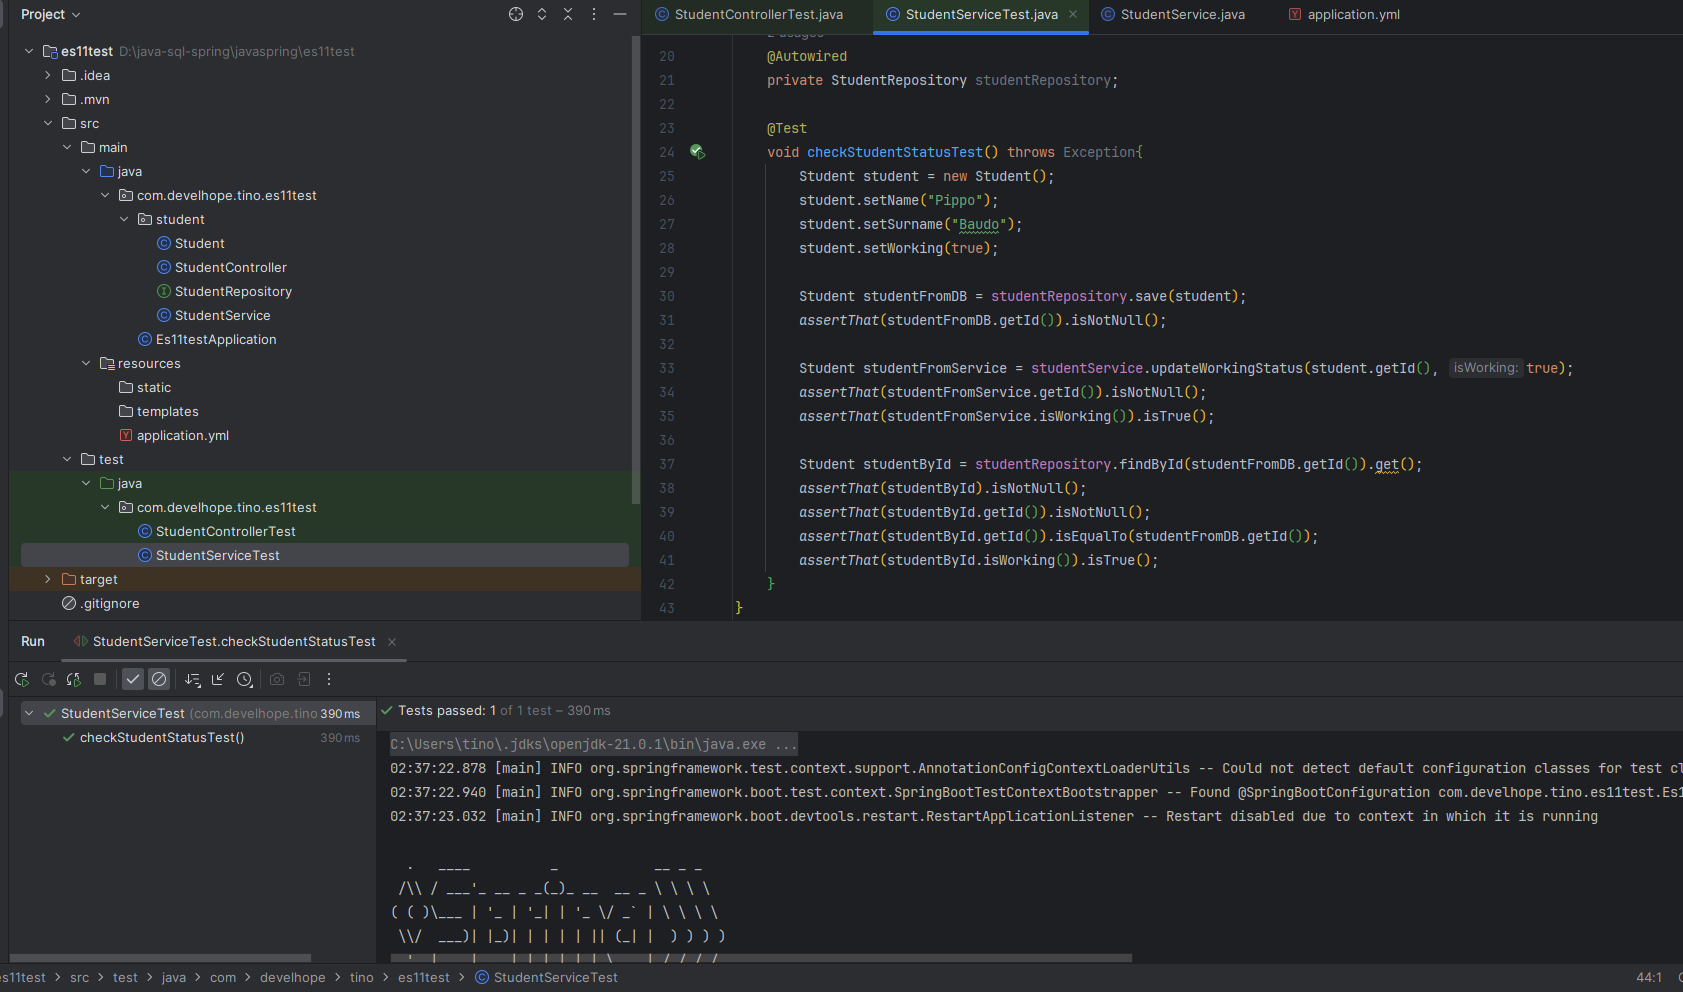 Project
StudentControllerTest.java
StudentServiceTest.java
StudentService.java
application.yml
es11test D:\java-sql-spring\javaspring\es11test
.idea
.mvn
src
main
java
com.develhope.tino.es11test
student
Student
StudentController
StudentRepository
StudentService
Es11testApplication
resources
static
templates
application.yml
test
java
com.develhope.tino.es11test
StudentControllerTest
StudentServiceTest
target
.gitignore
2 usages
20 @Autowired
21 private StudentRepository studentRepository;
22
23 @Test
24 void checkStudentStatusTest() throws Exception{
25 Student student = new Student();
26 student.setName("Pippo");
27 student.setSurname("Baudo");
28 student.setWorking(true);
29
30 Student studentFromDB = studentRepository.save(student);
31 assertThat(studentFromDB.getId()).isNotNull();
32
33 Student studentFromService = studentService.updateWorkingStatus(student.getId(), isWorking: true);
34 assertThat(studentFromService.getId()).isNotNull();
35 assertThat(studentFromService.isWorking()).isTrue();
36
37 Student studentById = studentRepository.findById(studentFromDB.getId()).get();
38 assertThat(studentById).isNotNull();
39 assertThat(studentById.getId()).isNotNull();
40 assertThat(studentById.getId()).isEqualTo(studentFromDB.getId());
41 assertThat(studentById.isWorking()).isTrue();
42 }
43 }
Run StudentServiceTest.checkStudentStatusTest
StudentServiceTest (com.develhope.tino 390 ms
checkStudentStatusTest() 390 ms
Tests passed: 1 of 1 test – 390 ms
C:\Users\tino\.jdks\openjdk-21.0.1\bin\java.exe ...
02:37:22.878 [main] INFO org.springframework.test.context.support.AnnotationConfigContextLoaderUtils -- Could not detect default configuration classes for test cl
02:37:22.940 [main] INFO org.springframework.boot.test.context.SpringBootTestContextBootstrapper -- Found @SpringBootConfiguration com.develhope.tino.es11test.Es1
02:37:23.032 [main] INFO org.springframework.boot.devtools.restart.RestartApplicationListener -- Restart disabled due to context in which it is running
  .   ____          _            __ _ _
 /\\ / ___'_ __ _ _(_)_ __  __ _ \ \ \ \
( ( )\___ | '_ | '_| | '_ \/ _` | \ \ \ \
 \\/  ___)| |_)| | | | | || (_| |  ) ) ) )
es11test > src > test > java > com > develhope > tino > es11test > StudentServiceTest
44:1